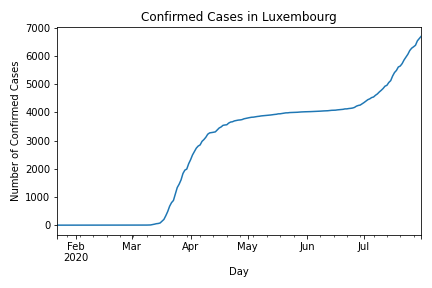 Confirmed Cases in Luxembourg
7000
6000
5000
4000
3000
2000
1000
0
Number of Confirmed Cases
Feb
2020
Mar
Apr
May
Jun
Jul
Day